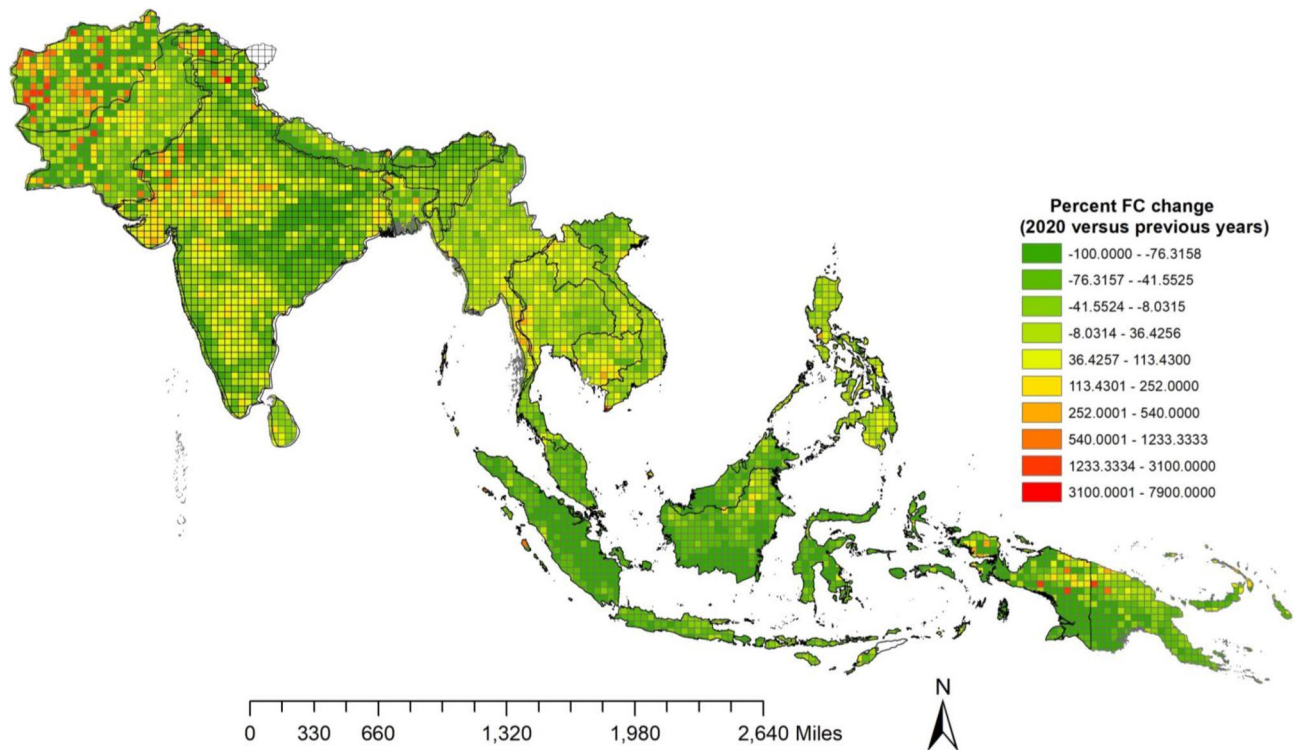 Percent FC change
(2020 versus previous years)
-100.0000 - -76.3158
-76.3157 - -41.5525
-41.5524 - -8.0315
-8.0314 - 36.4256
36.4257 - 113.4300
113.4301 - 252.0000
252.0001 - 540.0000
540.0001 - 1233.3333
1233.3334 - 3100.0000
3100.0001 - 7900.0000
N
0 330 660 1,320 1,980 2,640 Miles